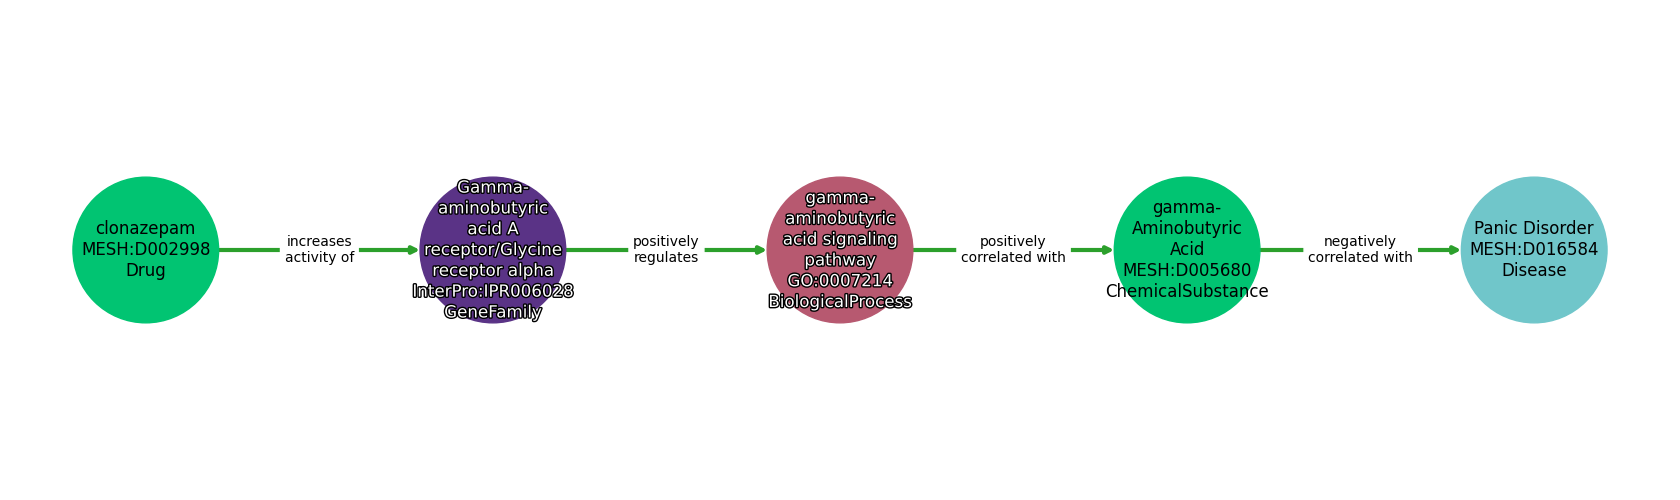 clonazepam
MESH:D002998
Drug
increases
activity of
Gamma-
aminobutyric
acid A
receptor/Glycine
receptor alpha
InterPro:IPR006028
GeneFamily
positively
regulates
gamma-
aminobutyric
acid signaling
pathway
GO:0007214
BiologicalProcess
positively
correlated with
gamma-
Aminobutyric
Acid
MESH:D005680
ChemicalSubstance
negatively
correlated with
Panic Disorder
MESH:D016584
Disease